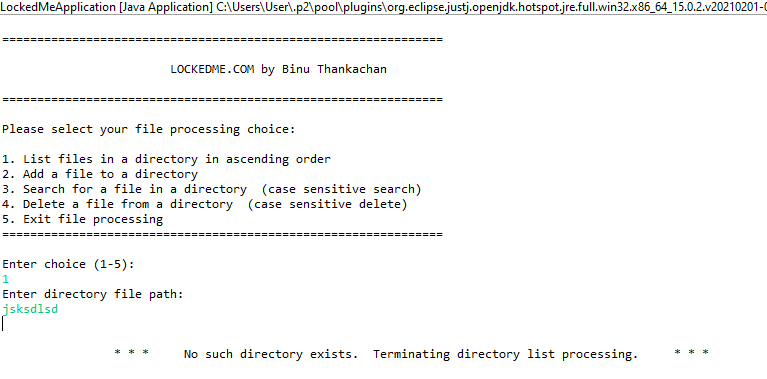 LockedMeApplication [Java Application] C:\Users\User\.p2\pool\plugins\org.eclipse.justj.openjdk.hotspot.jre.full.win32.x86_64_15.0.2.v20210201-0
===============================================================
LOCKEDME.COM by Binu Thankachan
===============================================================
Please select your file processing choice:
1. List files in a directory in ascending order
2. Add a file to a directory
3. Search for a file in a directory  (case sensitive search)
4. Delete a file from a directory  (case sensitive delete)
5. Exit file processing
===============================================================
Enter choice (1-5):
1
Enter directory file path:
jsksdlsd
* * *     No such directory exists.  Terminating directory list processing.     * * *